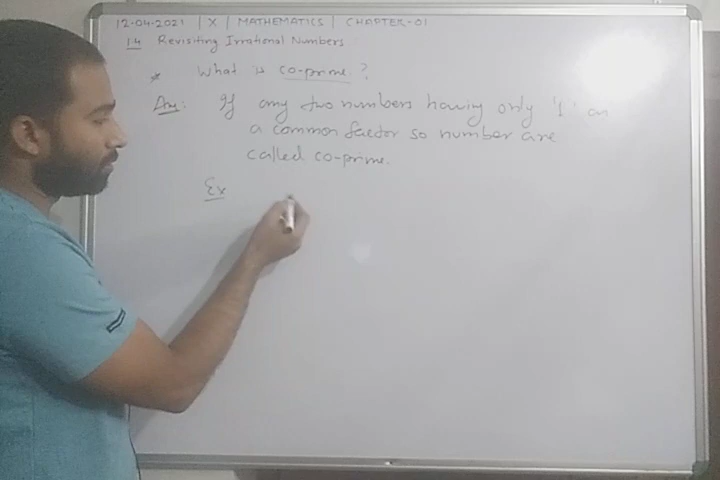 12-04-2021 | X | MATHEMATICS | CHAPTER-01
1.4 Revisiting Irrational Numbers
* What is co-prime ?
Ans: If any two numbers having only '1' as
a common factor so number are
called co-prime.
Ex